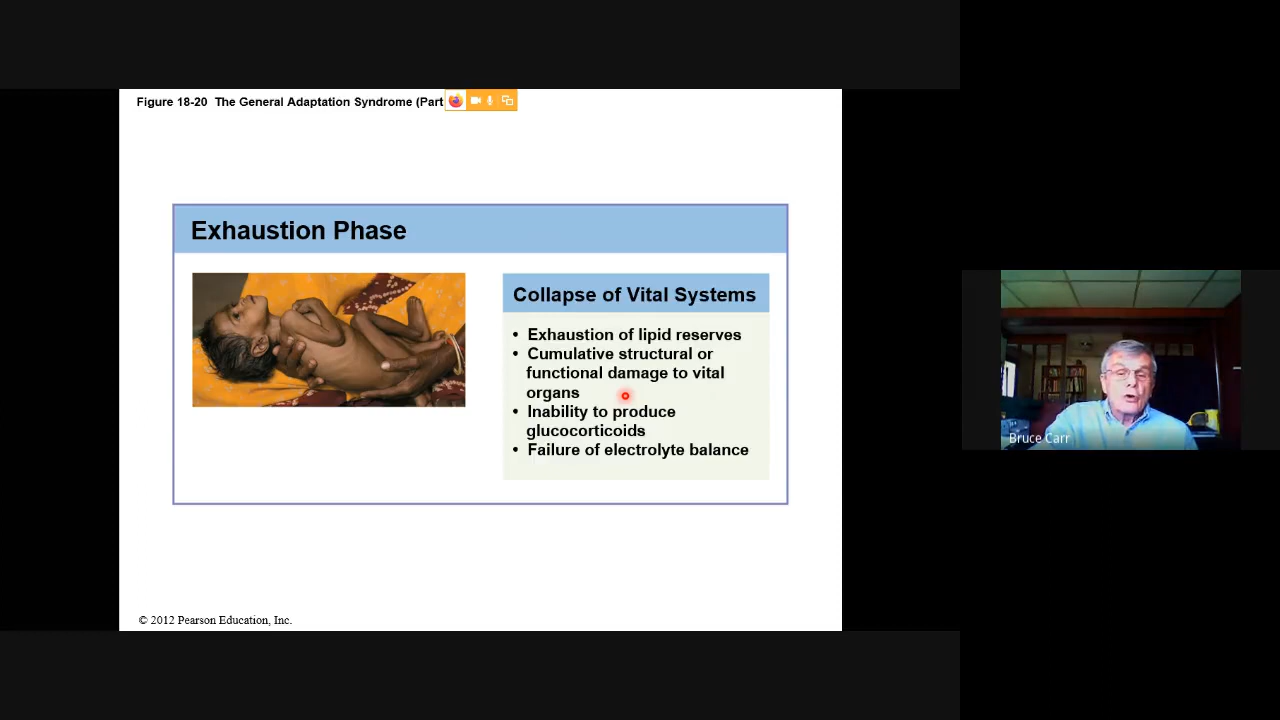 Figure 18-20 The General Adaptation Syndrome (Part
Exhaustion Phase
Collapse of Vital Systems
• Exhaustion of lipid reserves
• Cumulative structural or
functional damage to vital
organs
• Inability to produce
glucocorticoids
• Failure of electrolyte balance
Bruce Carr
© 2012 Pearson Education, Inc.